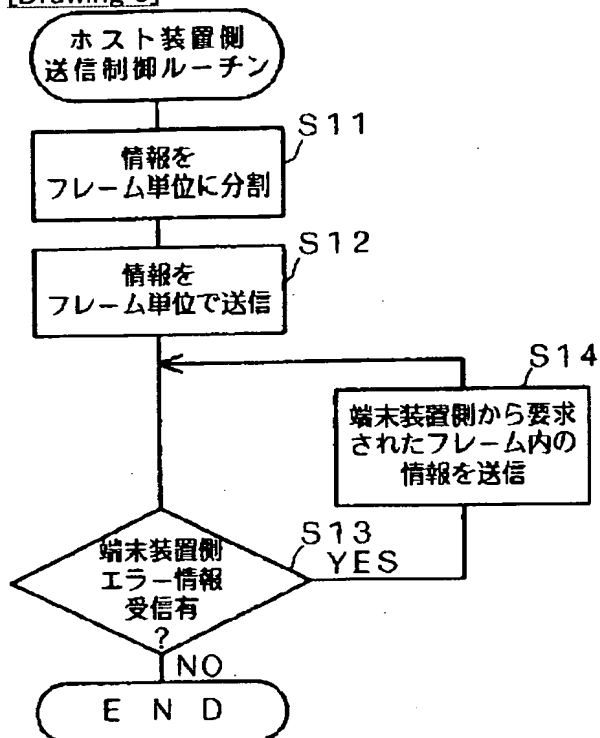 ホスト装置側
送信制御ルーチン
S11
情報を
フレーム単位に分割
S12
情報を
フレーム単位で送信
S14
端末装置側から要求
されたフレーム内の
情報を送信
S13
端末装置側
エラー情報
受信有
?
YES
NO
END